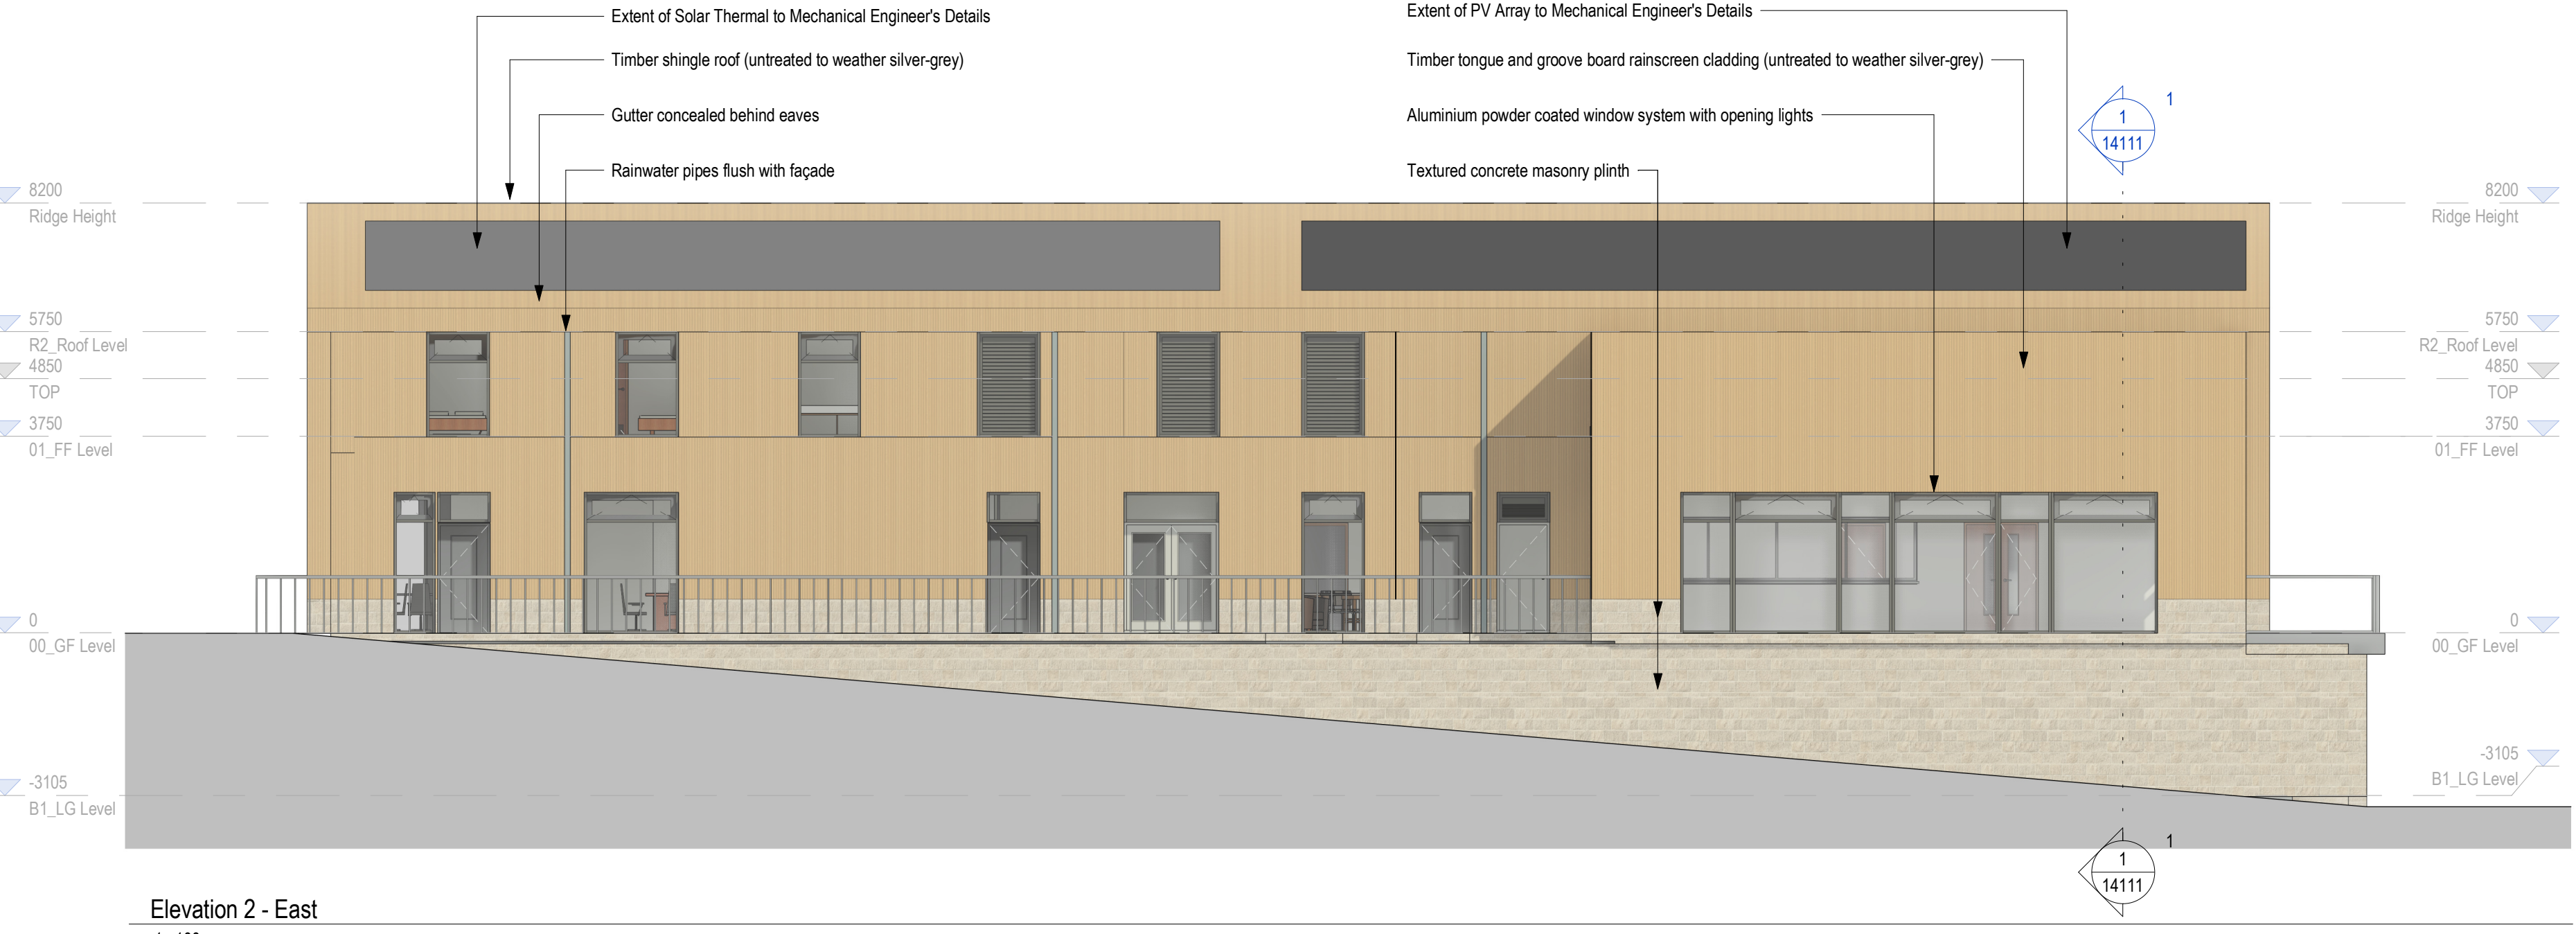 Extent of Solar Thermal to Mechanical Engineer's Details
Timber shingle roof (untreated to weather silver-grey)
Gutter concealed behind eaves
Rainwater pipes flush with façade
Extent of PV Array to Mechanical Engineer's Details
Timber tongue and groove board rainscreen cladding (untreated to weather silver-grey)
Aluminium powder coated window system with opening lights
Textured concrete masonry plinth
1
1
14111
8200
Ridge Height
5750
R2_Roof Level
4850
TOP
3750
01_FF Level
0
00_GF Level
-3105
B1_LG Level
8200
Ridge Height
5750
R2_Roof Level
4850
TOP
3750
01_FF Level
0
00_GF Level
-3105
B1_LG Level
1
1
14111
Elevation 2 - East